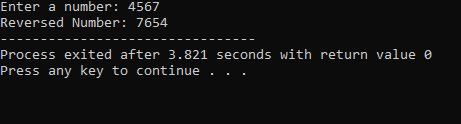 Enter a number: 4567
Reversed Number: 7654
--------------------------------
Process exited after 3.821 seconds with return value 0
Press any key to continue . . .